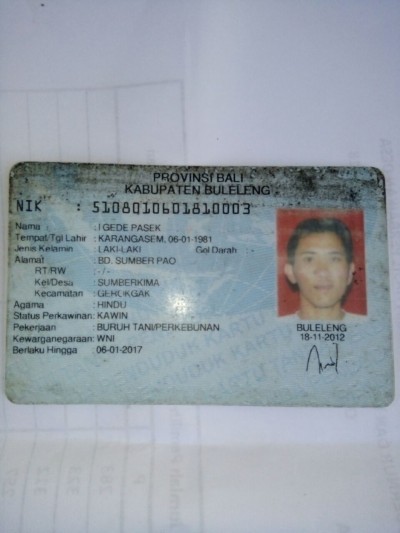 PROVINSI BALI
KABUPATEN BULELENG
NIK : 5108010601810003
Nama : I GEDE PASEK
Tempat/Tgl Lahir : KARANGASEM, 06-01-1981
Jenis Kelamin : LAKI-LAKI Gol Darah : -
Alamat : BD. SUMBER PAO
RT/RW : -/-
Kel/Desa : SUMBERKIMA
Kecamatan : GEROKGAK
Agama : HINDU
Status Perkawinan: KAWIN
Pekerjaan : BURUH TANI/PERKEBUNAN
Kewarganegaraan: WNI
Berlaku Hingga : 06-01-2017
BULELENG
18-11-2012